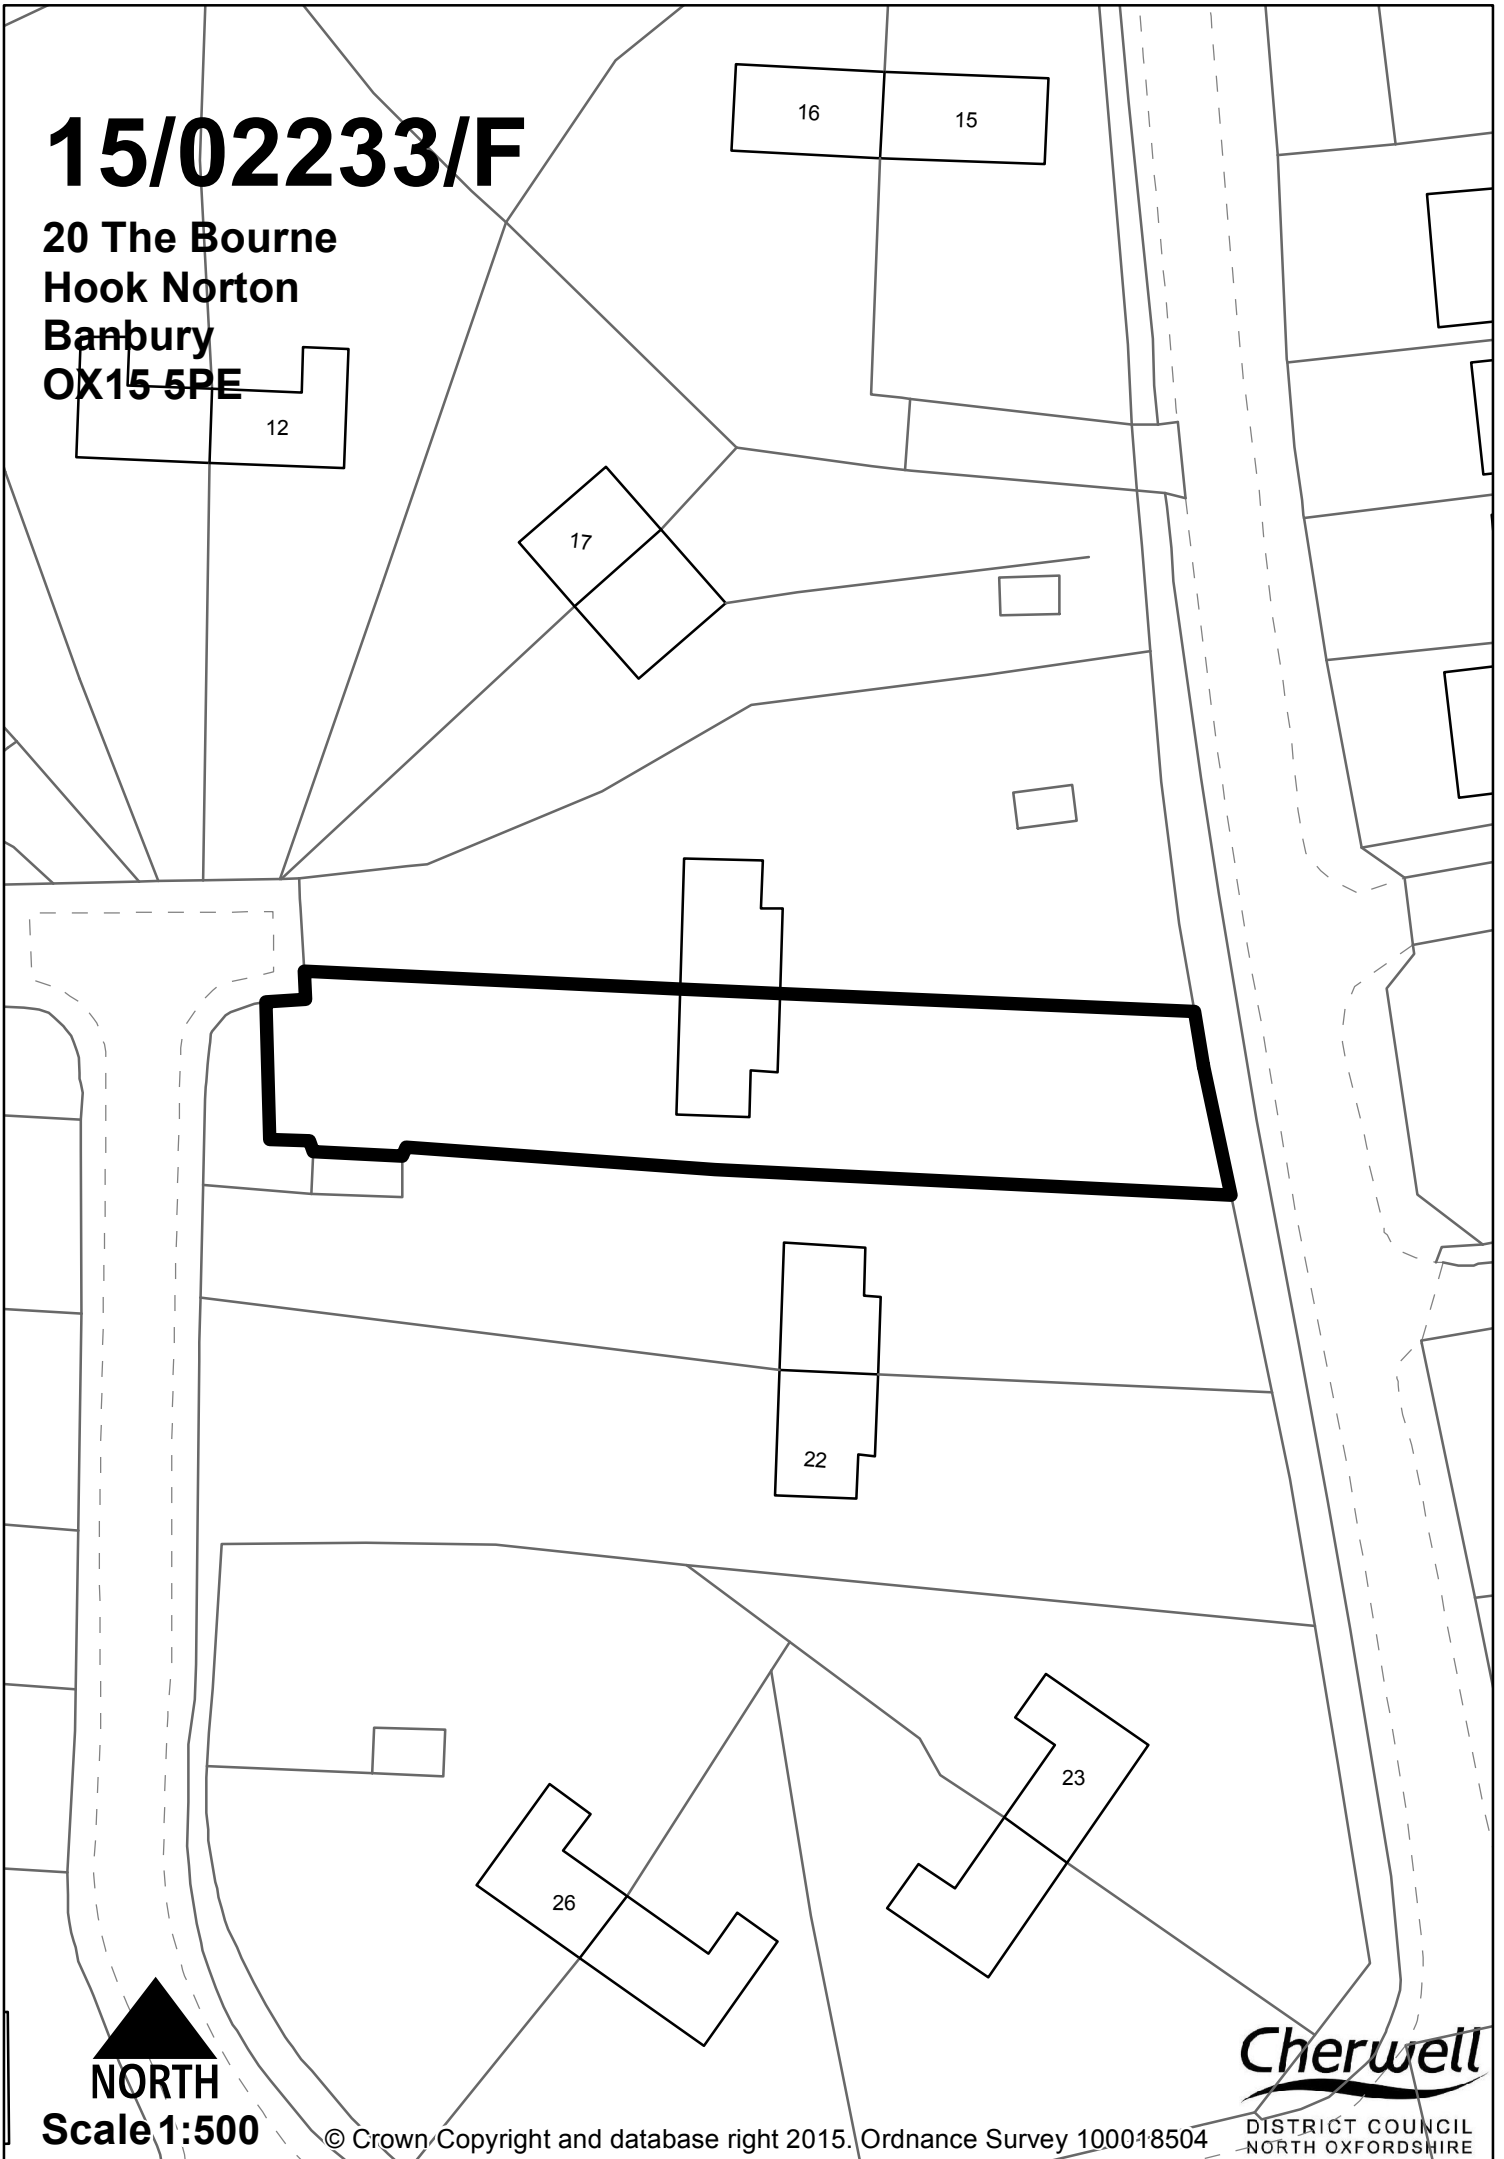 15/02233/F
20 The Bourne
Hook Norton
Banbury
OX15 5PE
16
15
12
17
22
23
26
NORTH
Scale 1:500
© Crown Copyright and database right 2015. Ordnance Survey 100018504
Cherwell
DISTRICT COUNCIL
NORTH OXFORDSHIRE